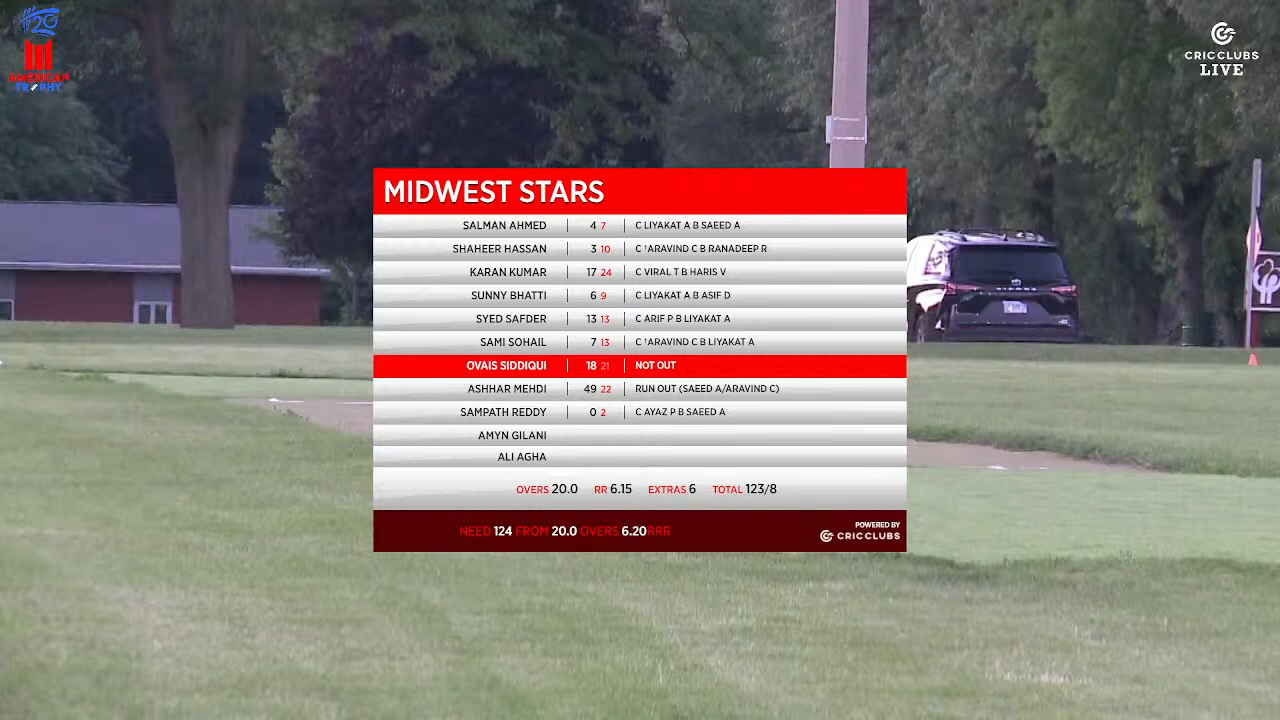 #20
AMERICAN
TROPHY
CRICCLUBS
LIVE
MIDWEST STARS
SALMAN AHMED 4 7 C LIYAKAT A B SAEED A
SHAHEER HASSAN 3 10 C †ARAVIND C B RANADEEP R
KARAN KUMAR 17 24 C VIRAL T B HARIS V
SUNNY BHATTI 6 9 C LIYAKAT A B ASIF D
SYED SAFDER 13 13 C ARIF P B LIYAKAT A
SAMI SOHAIL 7 13 C †ARAVIND C B LIYAKAT A
OVAIS SIDDIQUI 18 21 NOT OUT
ASHHAR MEHDI 49 22 RUN OUT (SAEED A/ARAVIND C)
SAMPATH REDDY 0 2 C AYAZ P B SAEED A
AMYN GILANI
ALI AGHA
OVERS 20.0 RR 6.15 EXTRAS 6 TOTAL 123/8
NEED 124 FROM 20.0 OVERS 6.20RRR
POWERED BY
CRICCLUBS